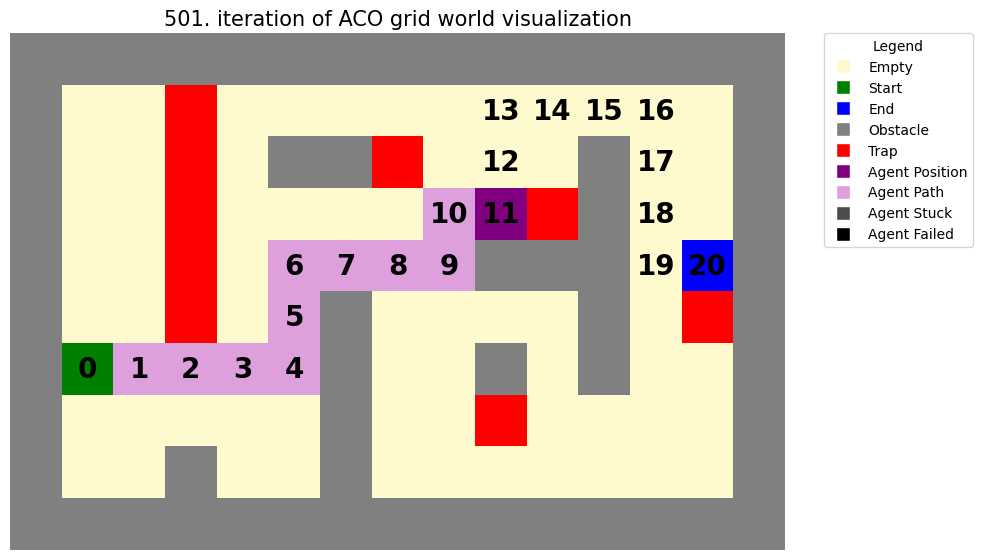 501. iteration of ACO grid world visualization
13 14 15 16
12 17
10 11 18
6 7 8 9 19 20
5
0 1 2 3 4
Legend
Empty
Start
End
Obstacle
Trap
Agent Position
Agent Path
Agent Stuck
Agent Failed